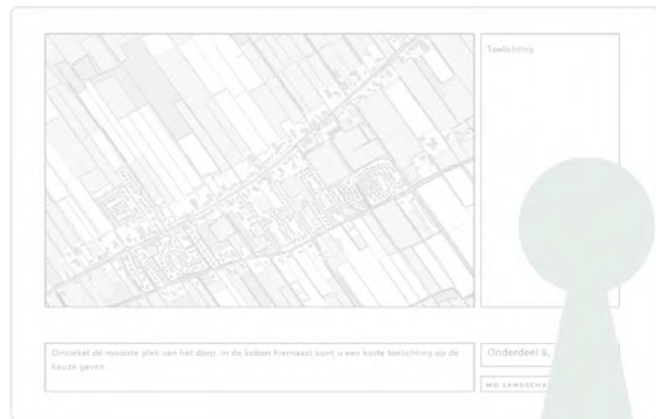 Toelichting
Omcirkel de mooiste plek van het dorp. In de kolom hiernaast kunt u een korte toelichting op de
keuze geven.
Onderdeel B,
MD LANDSCHA